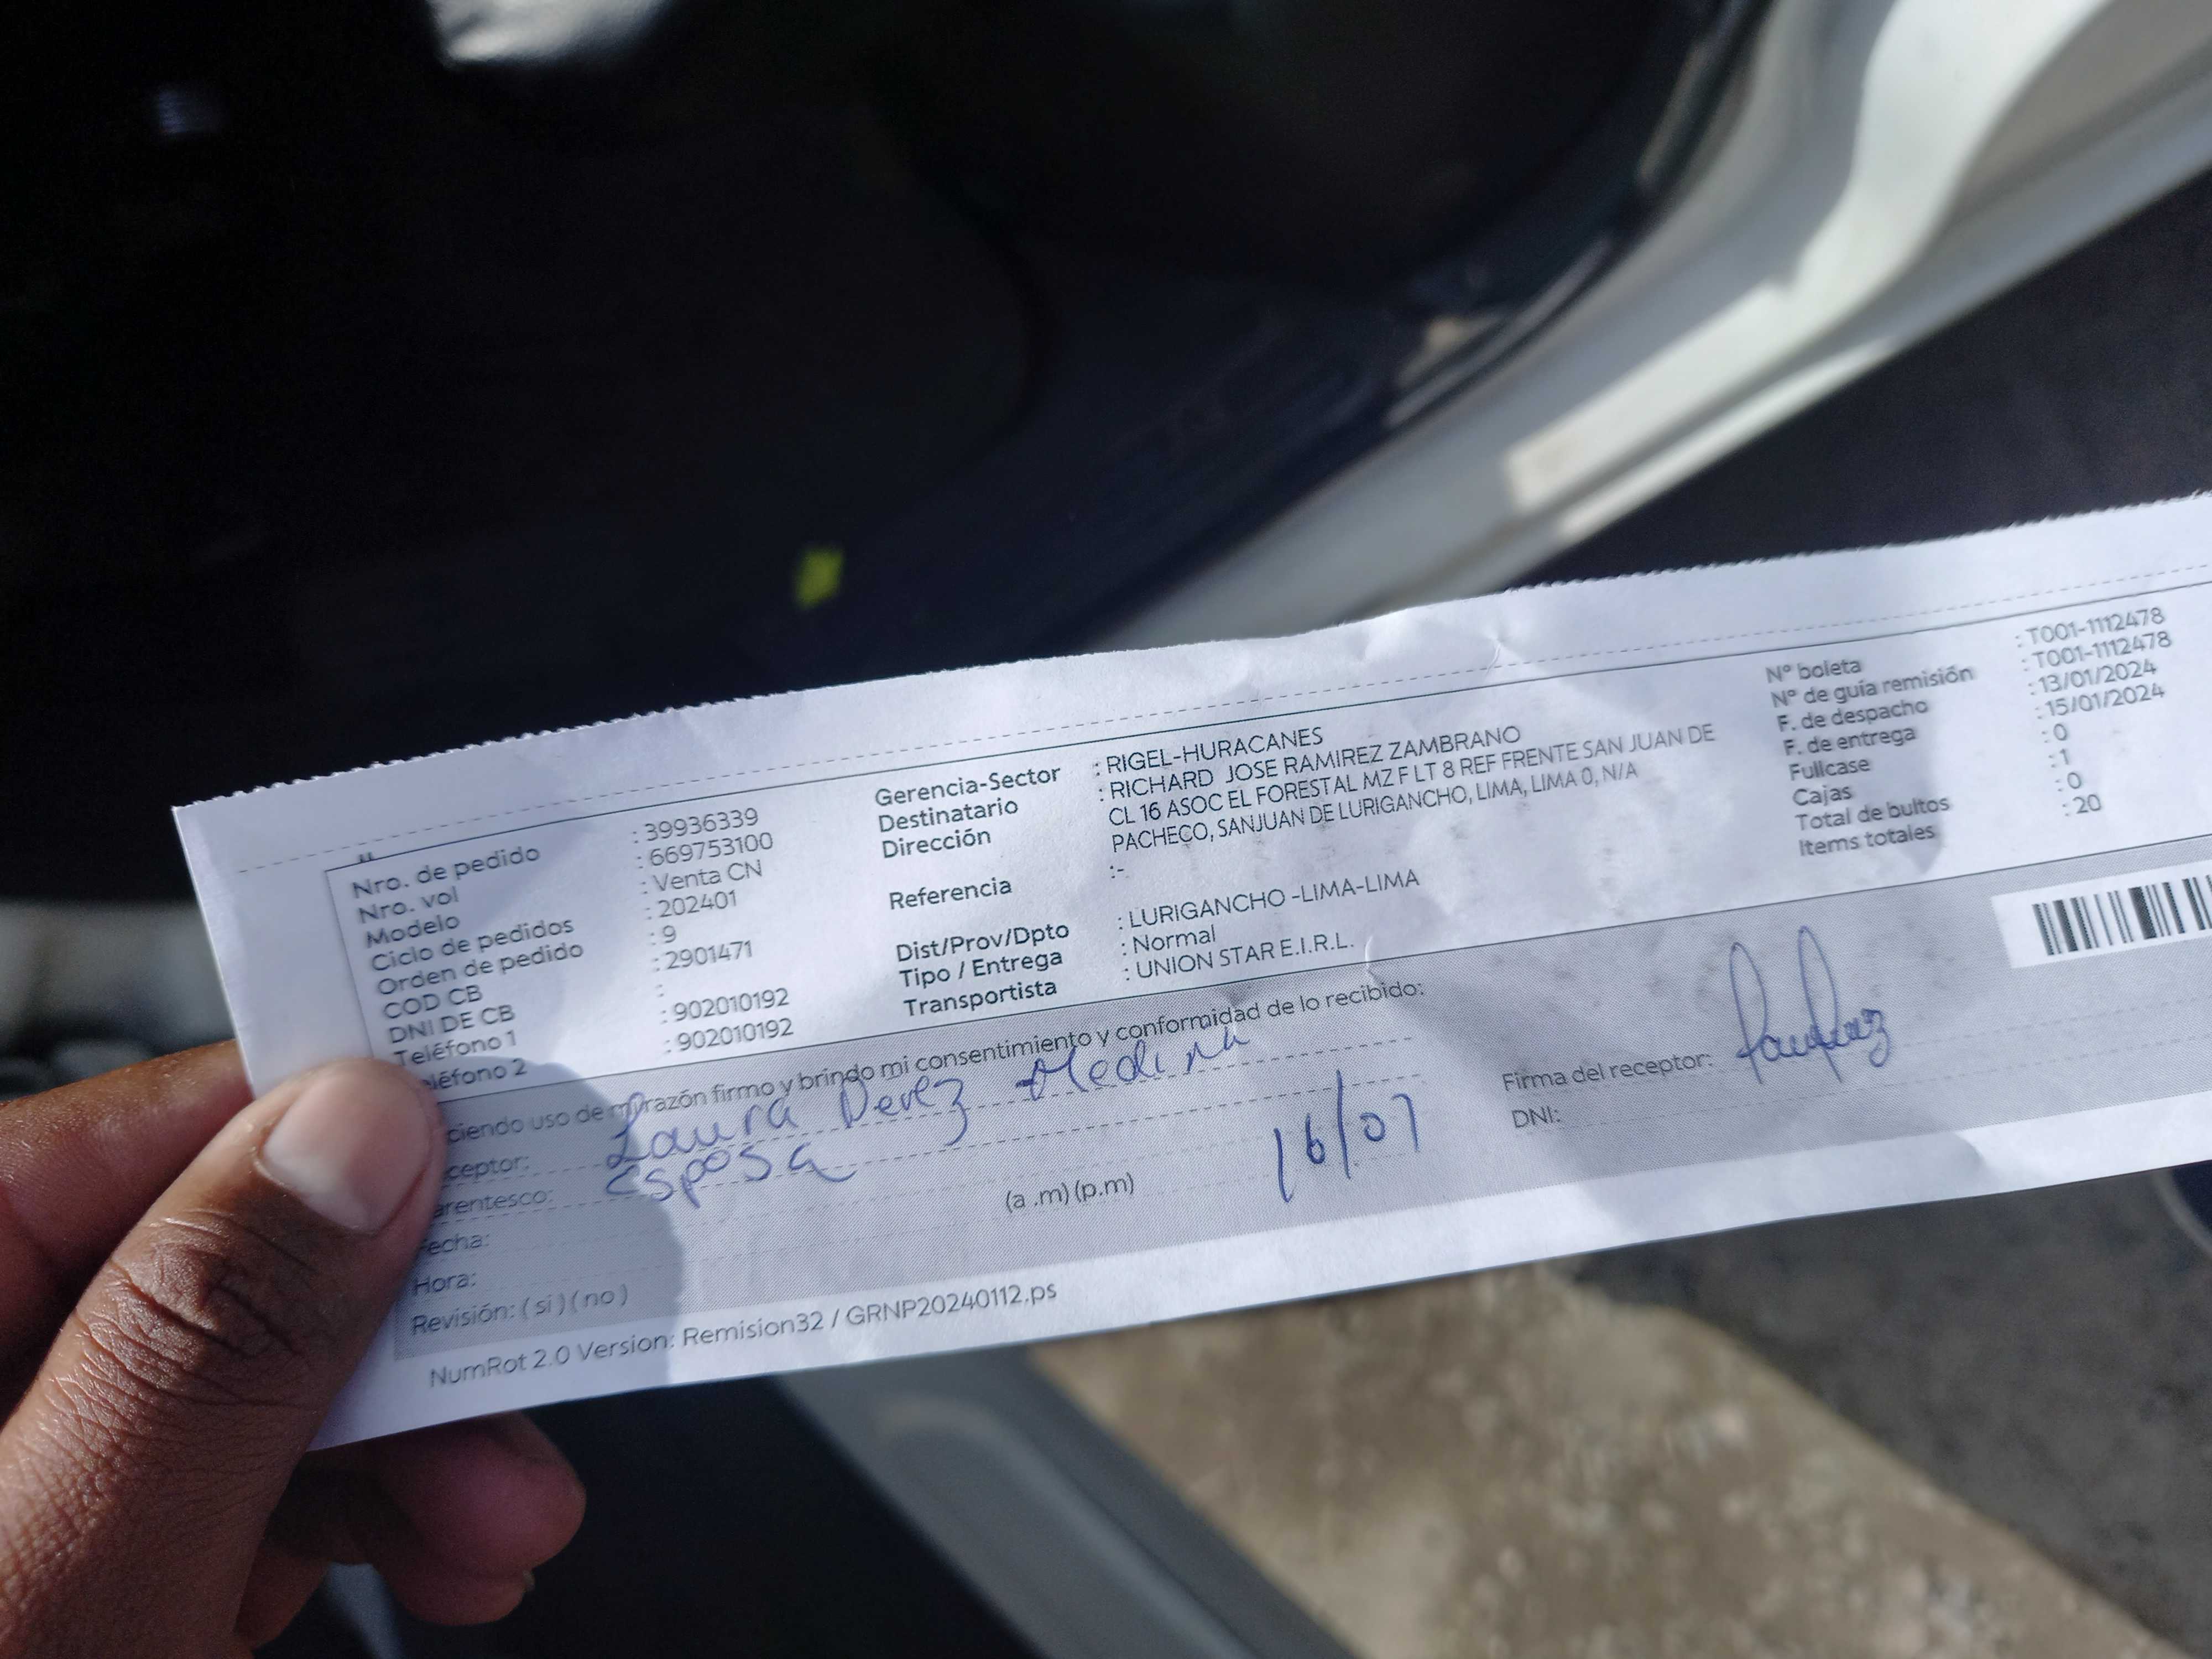 Nro. de pedido : 39936339
Nro. vol : 669753100
Modelo : Venta CN
Ciclo de pedidos : 202401
Orden de pedido : 9
COD CB : 2901471
DNI DE CB :
Teléfono 1 : 902010192
eléfono 2 : 902010192
Gerencia-Sector : RIGEL-HURACANES
Destinatario : RICHARD JOSE RAMIREZ ZAMBRANO
Dirección CL 16 ASOC EL FORESTAL MZ F LT 8 REF FRENTE SAN JUAN DE
PACHECO, SANJUAN DE LURIGANCHO, LIMA, LIMA 0, N/A
Referencia :-
Dist/Prov/Dpto : LURIGANCHO -LIMA-LIMA
Tipo / Entrega : Normal
Transportista : UNION STAR E.I.R.L.
Nº boleta : T001-1112478
Nº de guía remisión : T001-1112478
F. de despacho : 13/01/2024
F. de entrega : 15/01/2024
Fullcase : 0
Cajas : 1
Total de bultos : 0
Items totales : 20
ciendo uso de mi razón firmo y brindo mi consentimiento y conformidad de lo recibido:
ceptor: Laura Perez Medina
arentesco: Esposa
Fecha: 16/07
Hora: (a .m) (p.m)
Revisión: ( si ) ( no )
Firma del receptor:
DNI:
NumRot 2.0 Version: Remision32 / GRNP20240112.ps